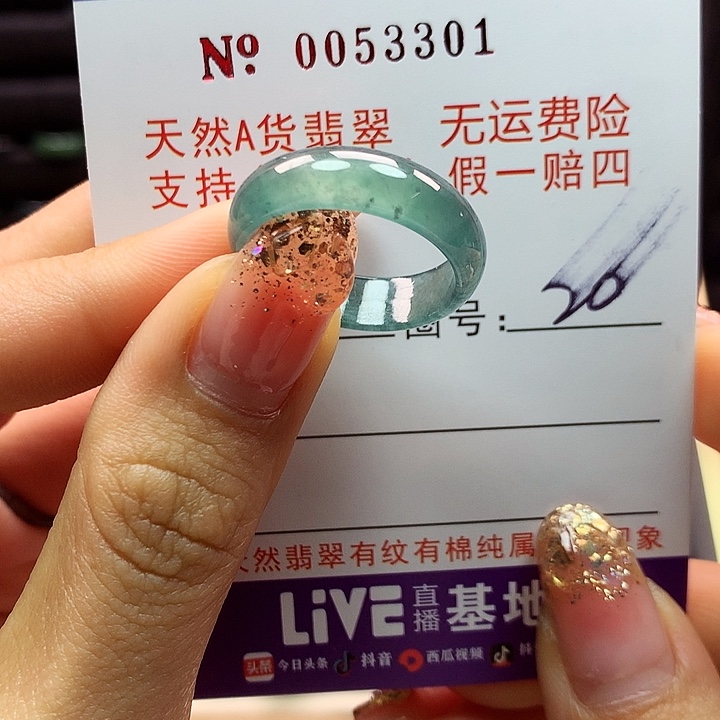 № 0053301
天然A货翡翠 无运费险
支持 假一赔四
圈号: 20
然翡翠有纹有棉纯属 象
LiVE 直播 基地
头条 今日头条 抖音 西瓜视频 抖